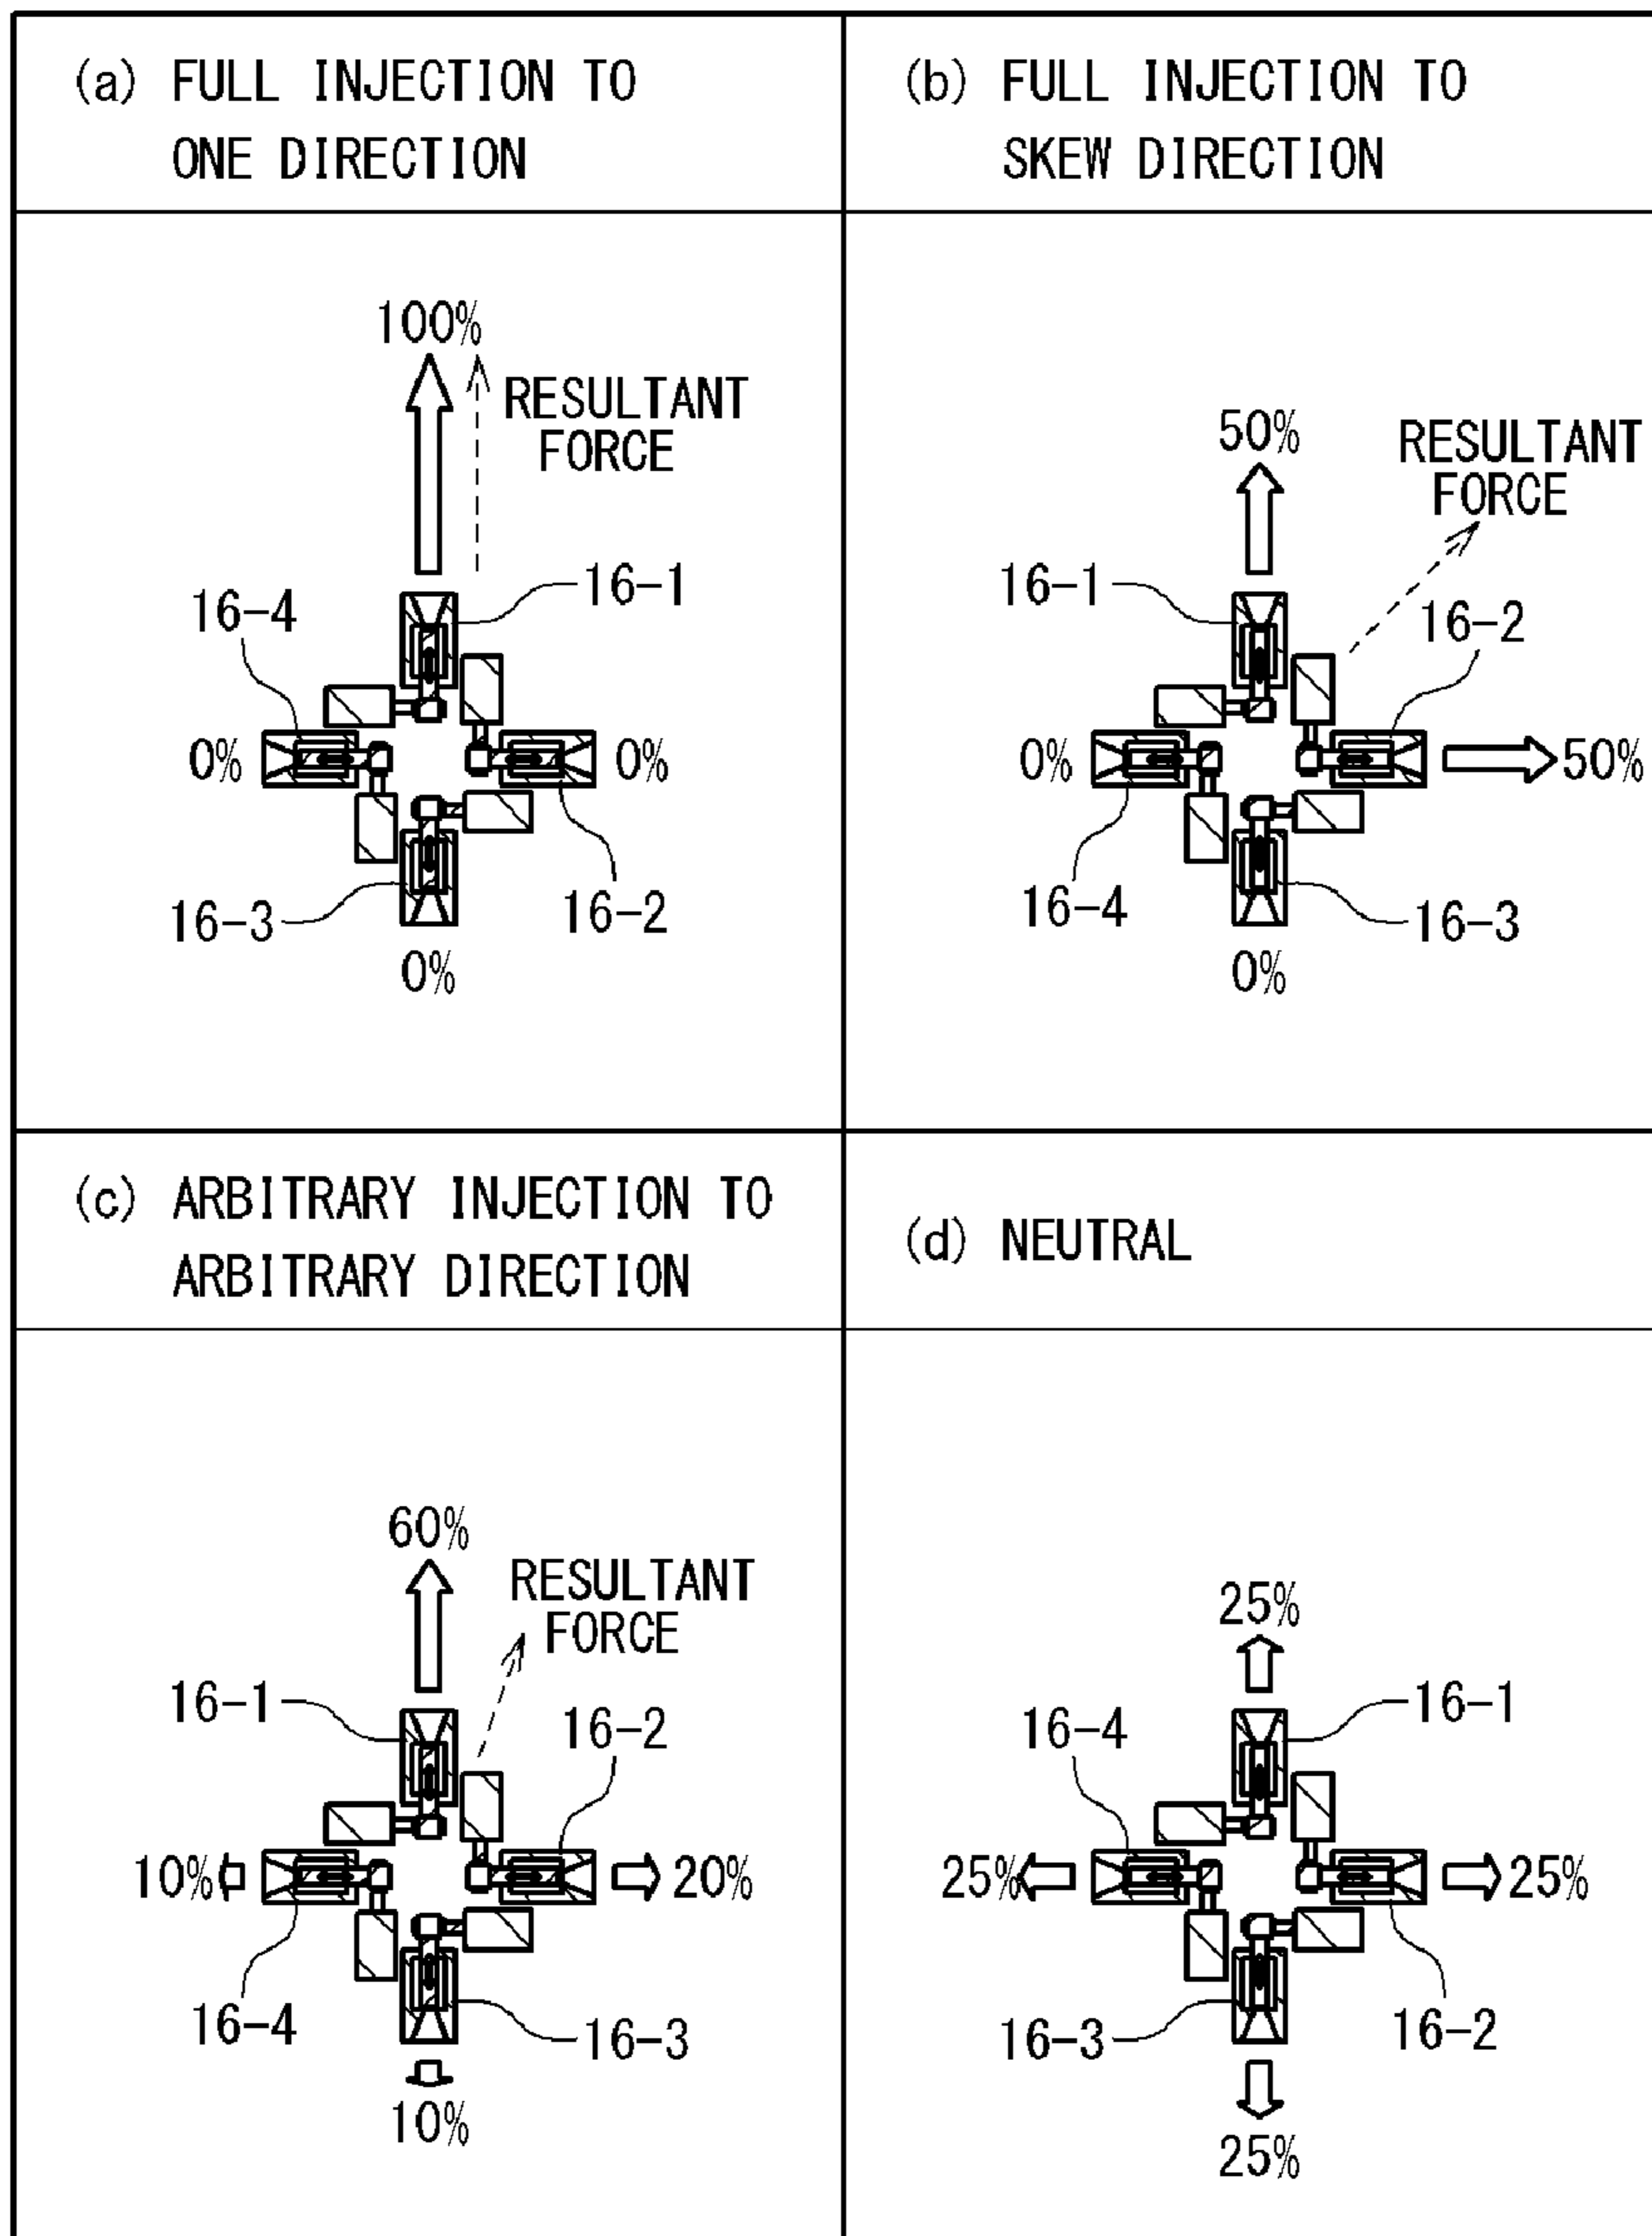 (a) FULL INJECTION TO
ONE DIRECTION
(b) FULL INJECTION TO
SKEW DIRECTION
100%
RESULTANT
FORCE
16-1
16-4
0%
0%
16-3
16-2
0%
50%
RESULTANT
FORCE
16-1
16-2
0%
50%
16-4
16-3
0%
(c) ARBITRARY INJECTION TO
ARBITRARY DIRECTION
(d) NEUTRAL
60%
RESULTANT
FORCE
16-1
16-2
10%
20%
16-4
16-3
10%
25%
16-1
16-4
25%
25%
16-3
16-2
25%